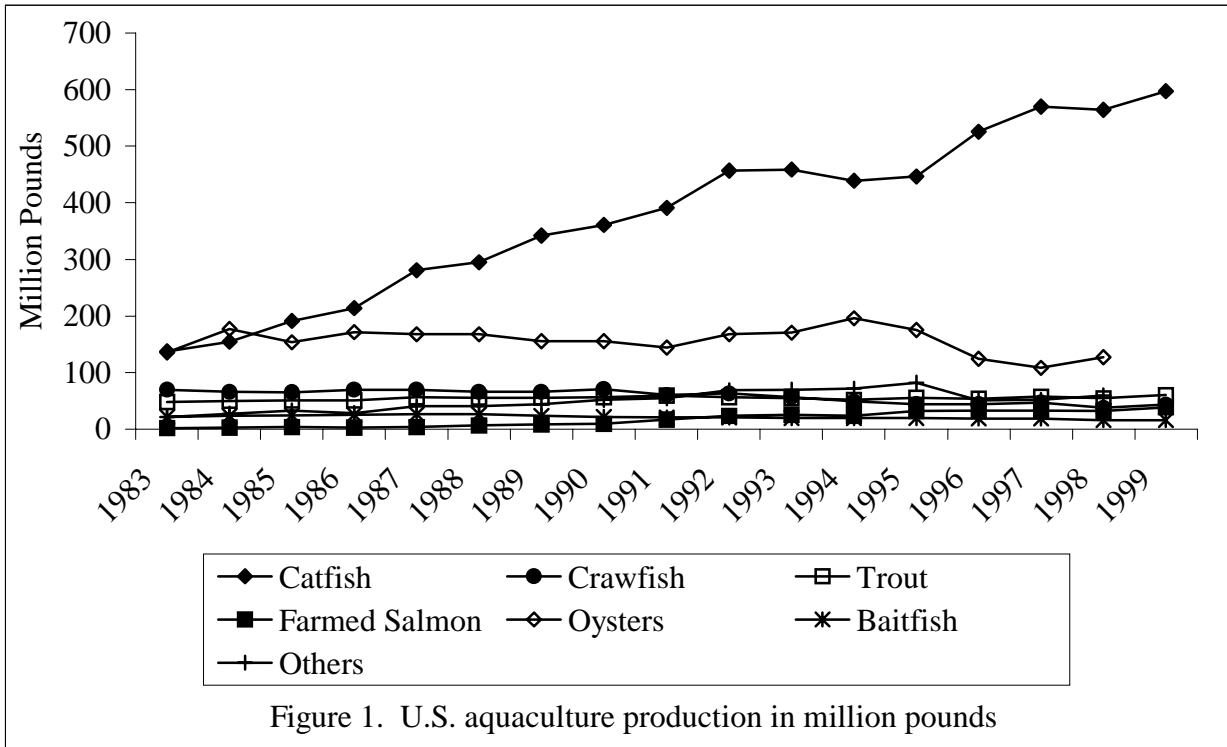 700
600
500
400
300
200
100
0
Million Pounds
1983
1984
1985
1986
1987
1988
1989
1990
1991
1992
1993
1994
1995
1996
1997
1998
1999
Catfish
Crawfish
Trout
Farmed Salmon
Oysters
Baitfish
Others
Figure 1. U.S. aquaculture production in million pounds